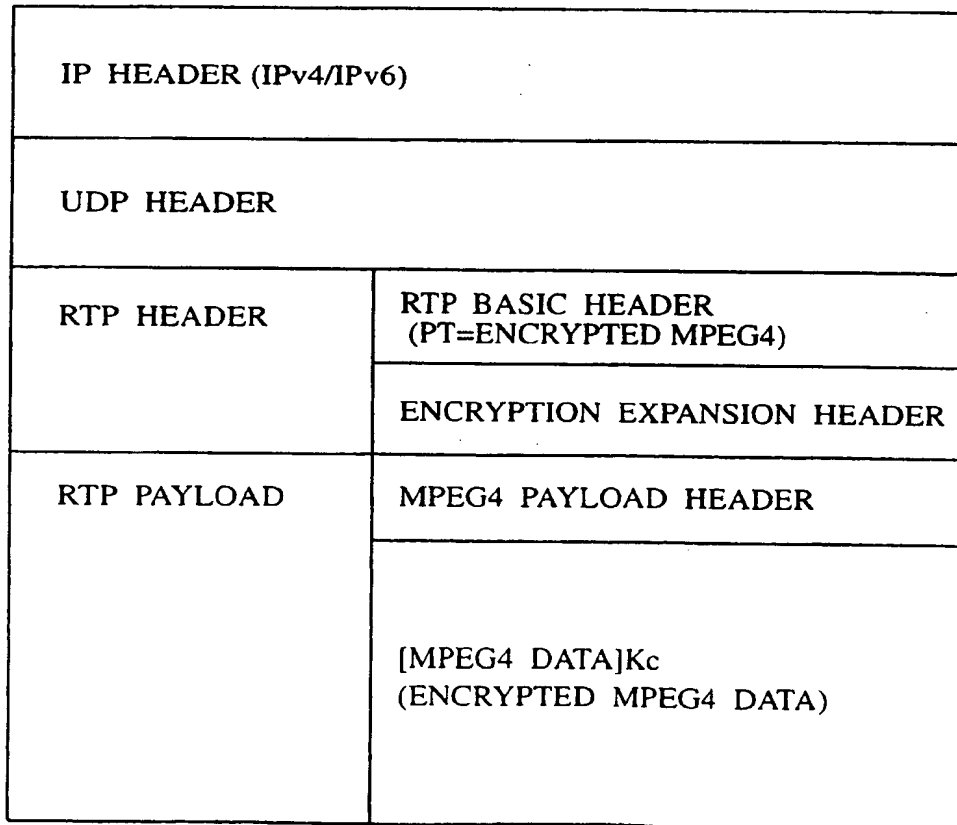 IP HEADER (IPv4/IPv6)
UDP HEADER
RTP HEADER
RTP BASIC HEADER
(PT=ENCRYPTED MPEG4)
ENCRYPTION EXPANSION HEADER
RTP PAYLOAD
MPEG4 PAYLOAD HEADER
[MPEG4 DATA]Kc
(ENCRYPTED MPEG4 DATA)